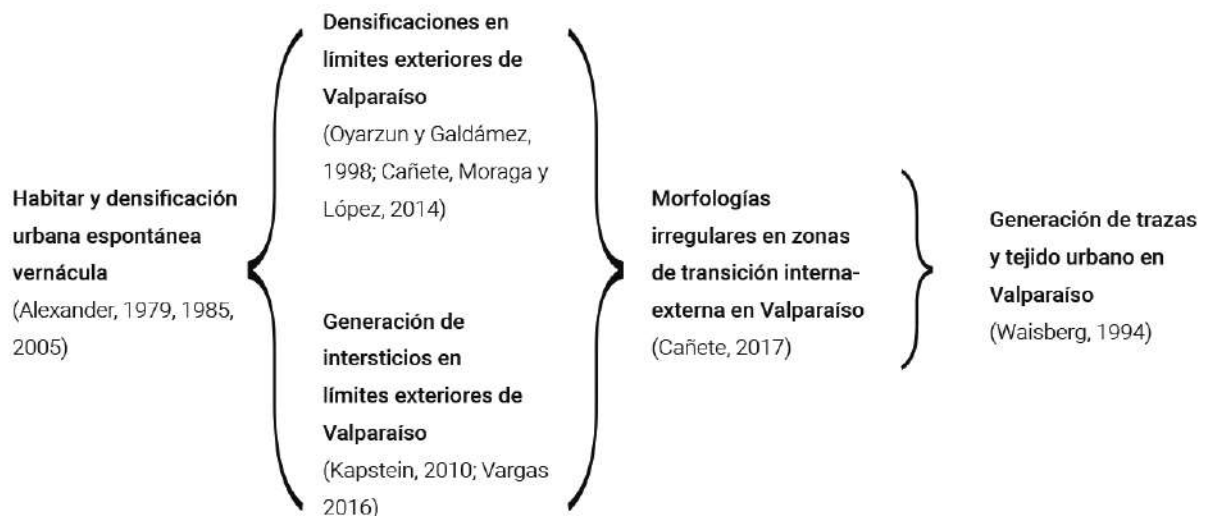 Habitar y densificación
urbana espontánea
vernácula
(Alexander, 1979, 1985,
2005)
Densificaciones en
límites exteriores de
Valparaíso
(Oyarzun y Galdámez,
1998; Cañete, Moraga y
López, 2014)
Generación de
intersticios en
límites exteriores de
Valparaíso
(Kapstein, 2010; Vargas
2016)
Morfologías
irregulares en zonas
de transición interna-
externa en Valparaíso
(Cañete, 2017)
Generación de trazas
y tejido urbano en
Valparaíso
(Waisberg, 1994)